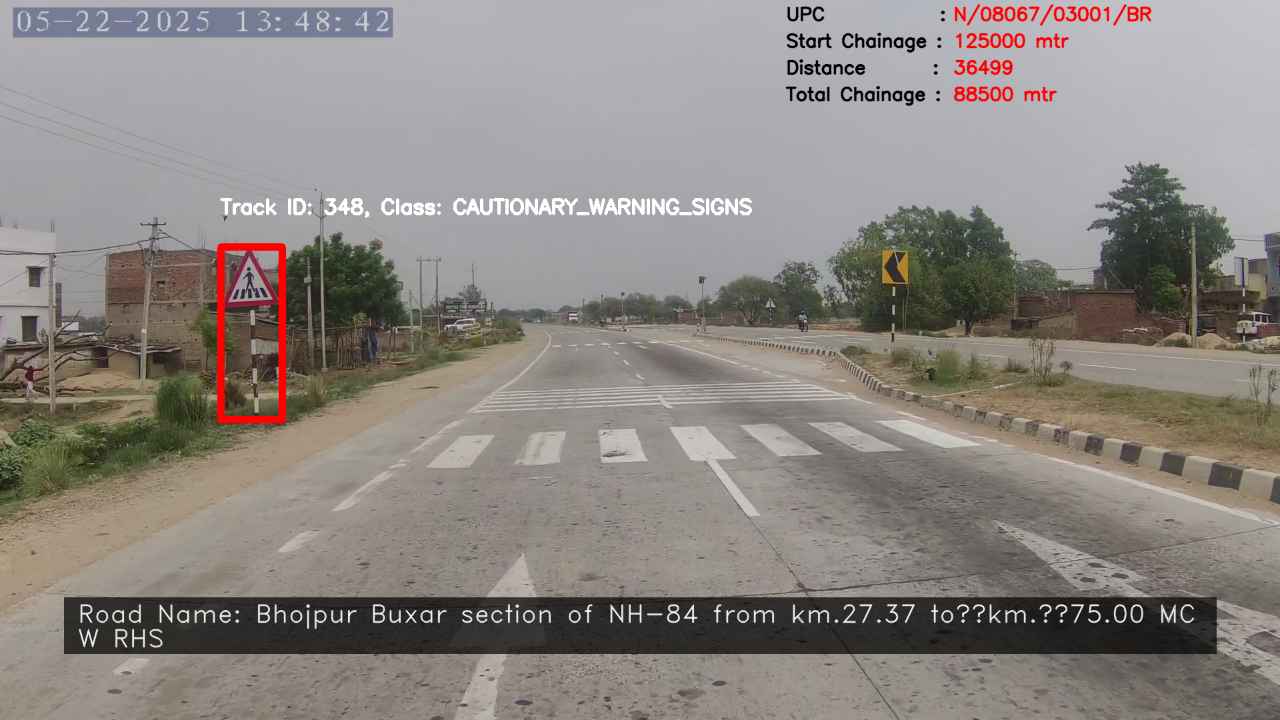 05-22-2025 13:48:42
UPC : N/08067/03001/BR
Start Chainage : 125000 mtr
Distance : 36499
Total Chainage : 88500 mtr
Track ID: 348, Class: CAUTIONARY_WARNING_SIGNS
Road Name: Bhojpur Buxar section of NH-84 from km.27.37 to??km.??75.00 MC
W RHS